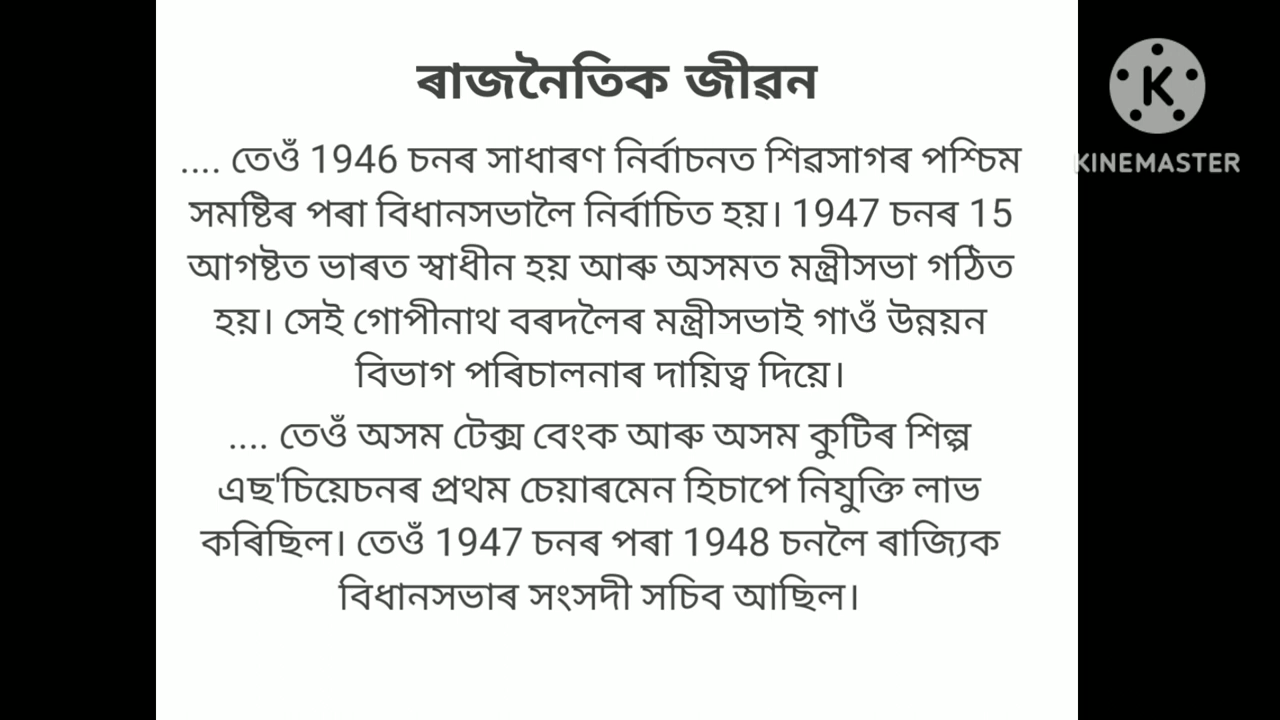 ৰাজনৈতিক জীৱন
.... তেওঁ 1946 চনৰ সাধাৰণ নিৰ্বাচনত শিৱসাগৰ পশ্চিম
সমষ্টিৰ পৰা বিধানসভালৈ নিৰ্বাচিত হয়। 1947 চনৰ 15
আগষ্টত ভাৰত স্বাধীন হয় আৰু অসমত মন্ত্ৰীসভা গঠিত
হয়। সেই গোপীনাথ বৰদলৈৰ মন্ত্ৰীসভাই গাওঁ উন্নয়ন
বিভাগ পৰিচালনাৰ দায়িত্ব দিয়ে।
.... তেওঁ অসম টেক্স বেংক আৰু অসম কুটিৰ শিল্প
এছ'চিয়েচনৰ প্ৰথম চেয়াৰমেন হিচাপে নিযুক্তি লাভ
কৰিছিল। তেওঁ 1947 চনৰ পৰা 1948 চনলৈ ৰাজ্যিক
বিধানসভাৰ সংসদী সচিব আছিল।
K
KINEMASTER